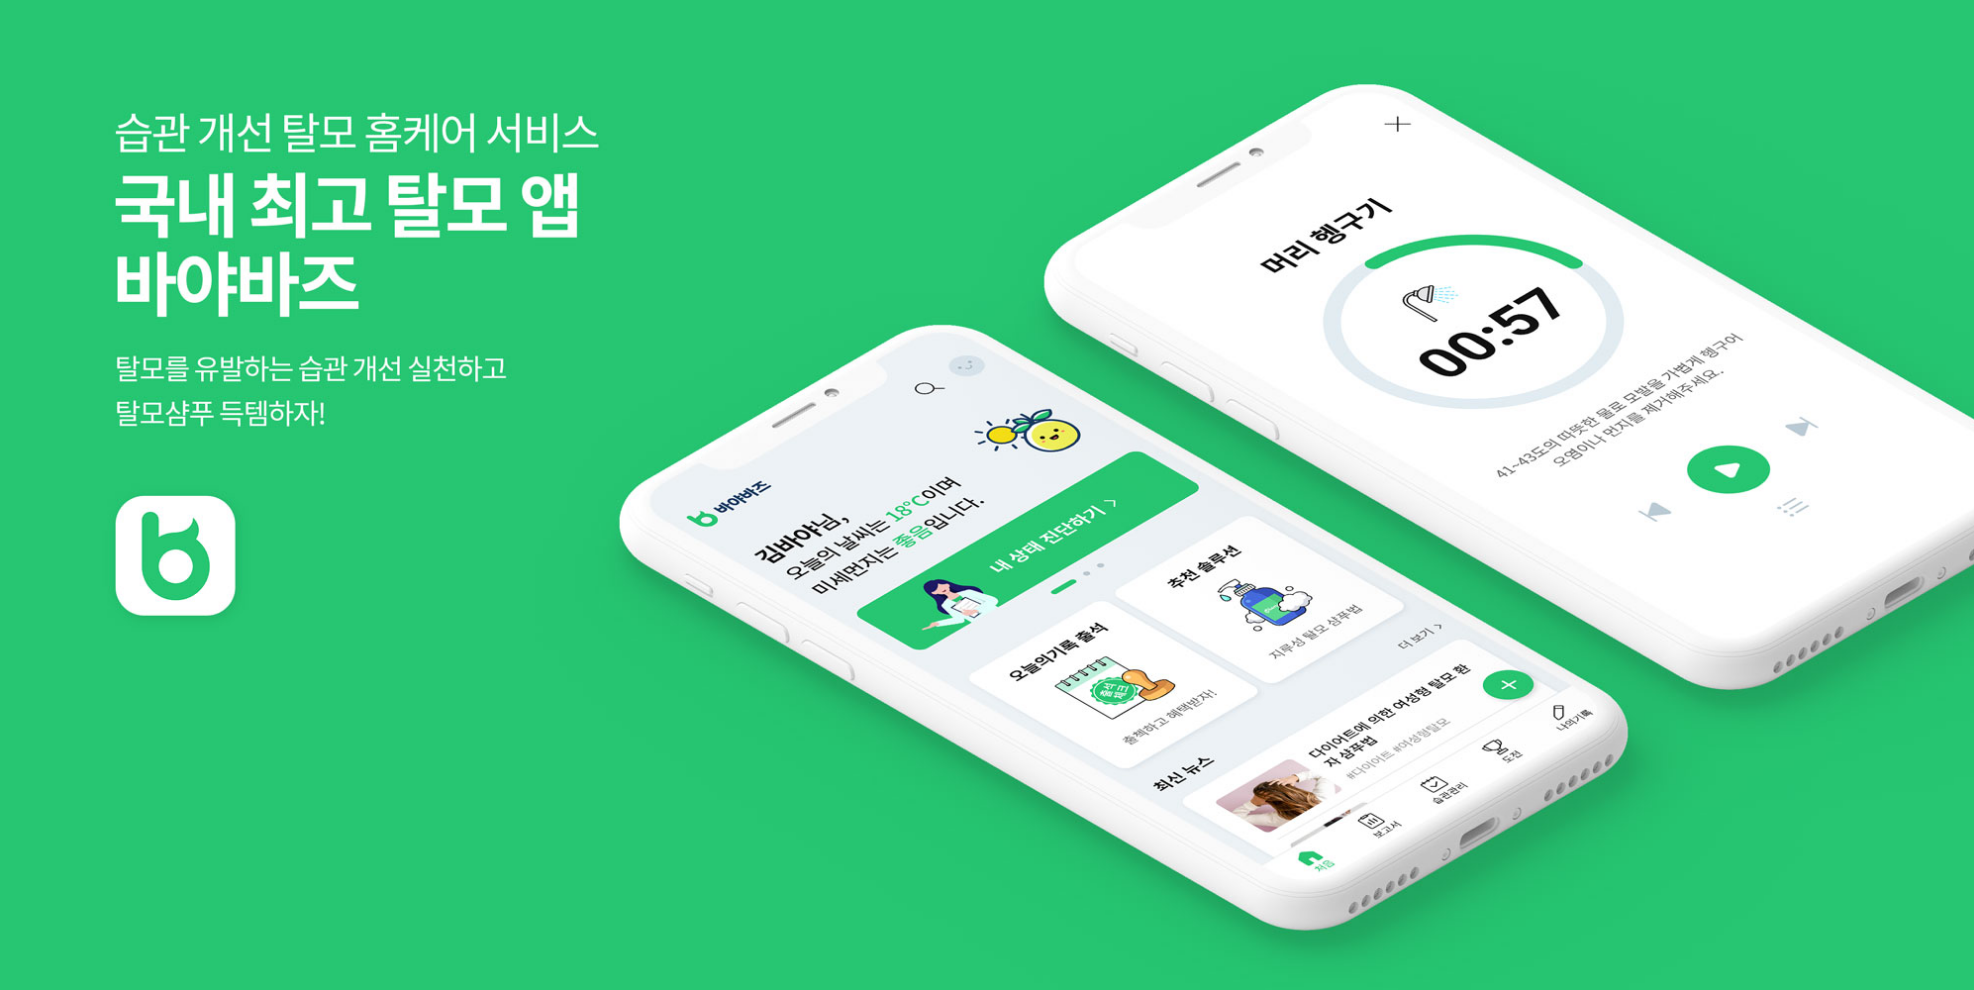 습관 개선 탈모 홈케어 서비스
국내 최고 탈모 앱
바야바즈
탈모를 유발하는 습관 개선 실천하고
탈모샴푸 득템하자!
바야바즈
김바야님,
오늘의 날씨는 18°C이며
미세먼지는 좋음입니다.
내 상태 진단하기 >
오늘의기록 출석
출석
체크
출첵하고 혜택받자!
추천 솔루션
지루성 탈모 샴푸법
최신 뉴스
더 보기 >
다이어트에 의한 여성형 탈모 환
자 샴푸법
#다이어트 #여성형탈모
처음
보고서
습관관리
도전
나의기록
머리 헹구기
00:57
41~43도의 따뜻한 물로 모발을 가볍게 헹구어
오염이나 먼지를 제거해주세요.